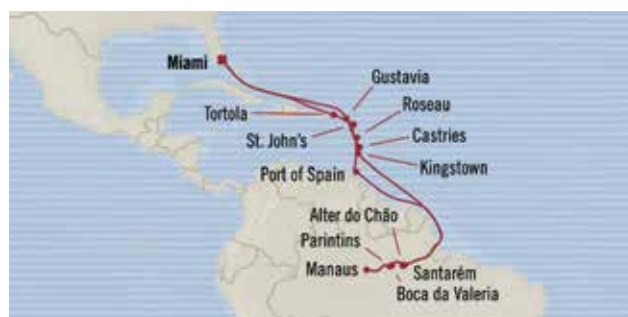 Miami
Gustavia
Roseau
Tortola
Castries
St. John's
Kingstown
Port of Spain
Alter do Chão
Parintins
Manaus
Santarém
Boca da Valeria